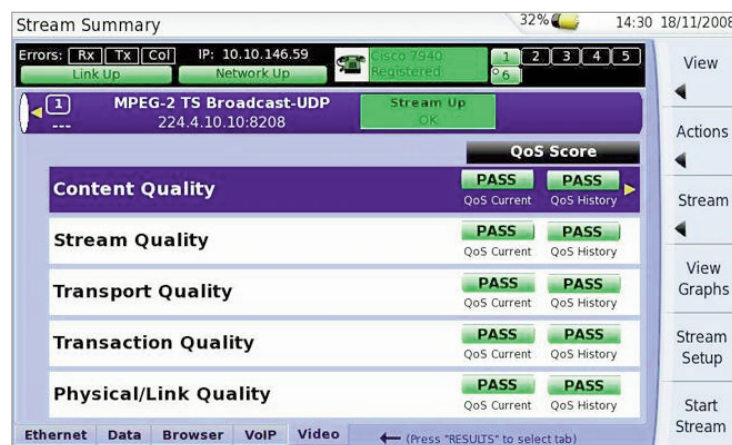 Stream Summary
32%
14:30 18/11/2008
Errors: Rx Tx Col IP: 10.10.146.59
Link Up Network Up
Cisco 7940
Registered
1 2 3 4 5
6
1 MPEG-2 TS Broadcast-UDP
--- 224.4.10.10:8208
Stream Up
OK
QoS Score
Content Quality
PASS PASS
QoS Current QoS History
Stream Quality
PASS PASS
QoS Current QoS History
Transport Quality
PASS PASS
QoS Current QoS History
Transaction Quality
PASS PASS
QoS Current QoS History
Physical/Link Quality
PASS PASS
QoS Current QoS History
Ethernet Data Browser VoIP Video
(Press "RESULTS" to select tab)
View
Actions
Stream
View
Graphs
Stream
Setup
Start
Stream